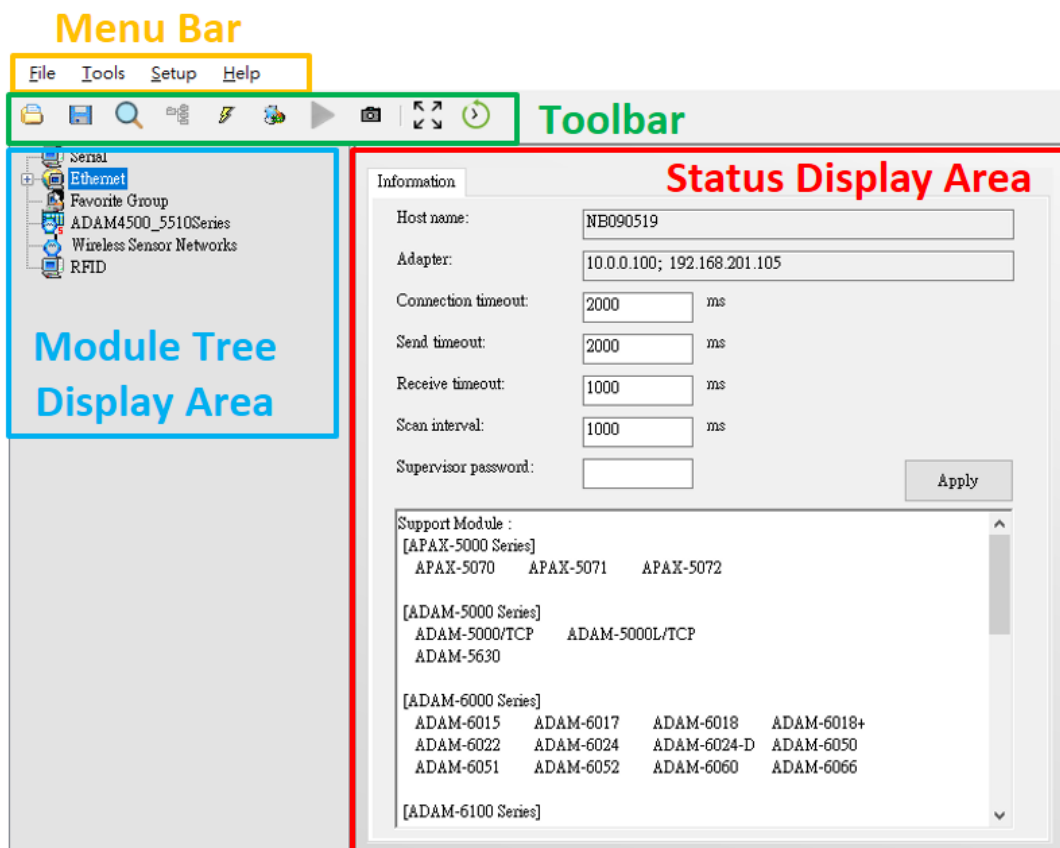 Menu Bar
File Tools Setup Help
Toolbar
Serial
Ethernet
Favorite Group
ADAM4500_5510Series
Wireless Sensor Networks
RFID
Module Tree
Display Area
Status Display Area
Information
Host name: NB090519
Adapter: 10.0.0.100; 192.168.201.105
Connection timeout: 2000 ms
Send timeout: 2000 ms
Receive timeout: 1000 ms
Scan interval: 1000 ms
Supervisor password:
Apply
Support Module :
[APAX-5000 Series]
APAX-5070 APAX-5071 APAX-5072
[ADAM-5000 Series]
ADAM-5000/TCP ADAM-5000L/TCP
ADAM-5630
[ADAM-6000 Series]
ADAM-6015 ADAM-6017 ADAM-6018 ADAM-6018+
ADAM-6022 ADAM-6024 ADAM-6024-D ADAM-6050
ADAM-6051 ADAM-6052 ADAM-6060 ADAM-6066
[ADAM-6100 Series]